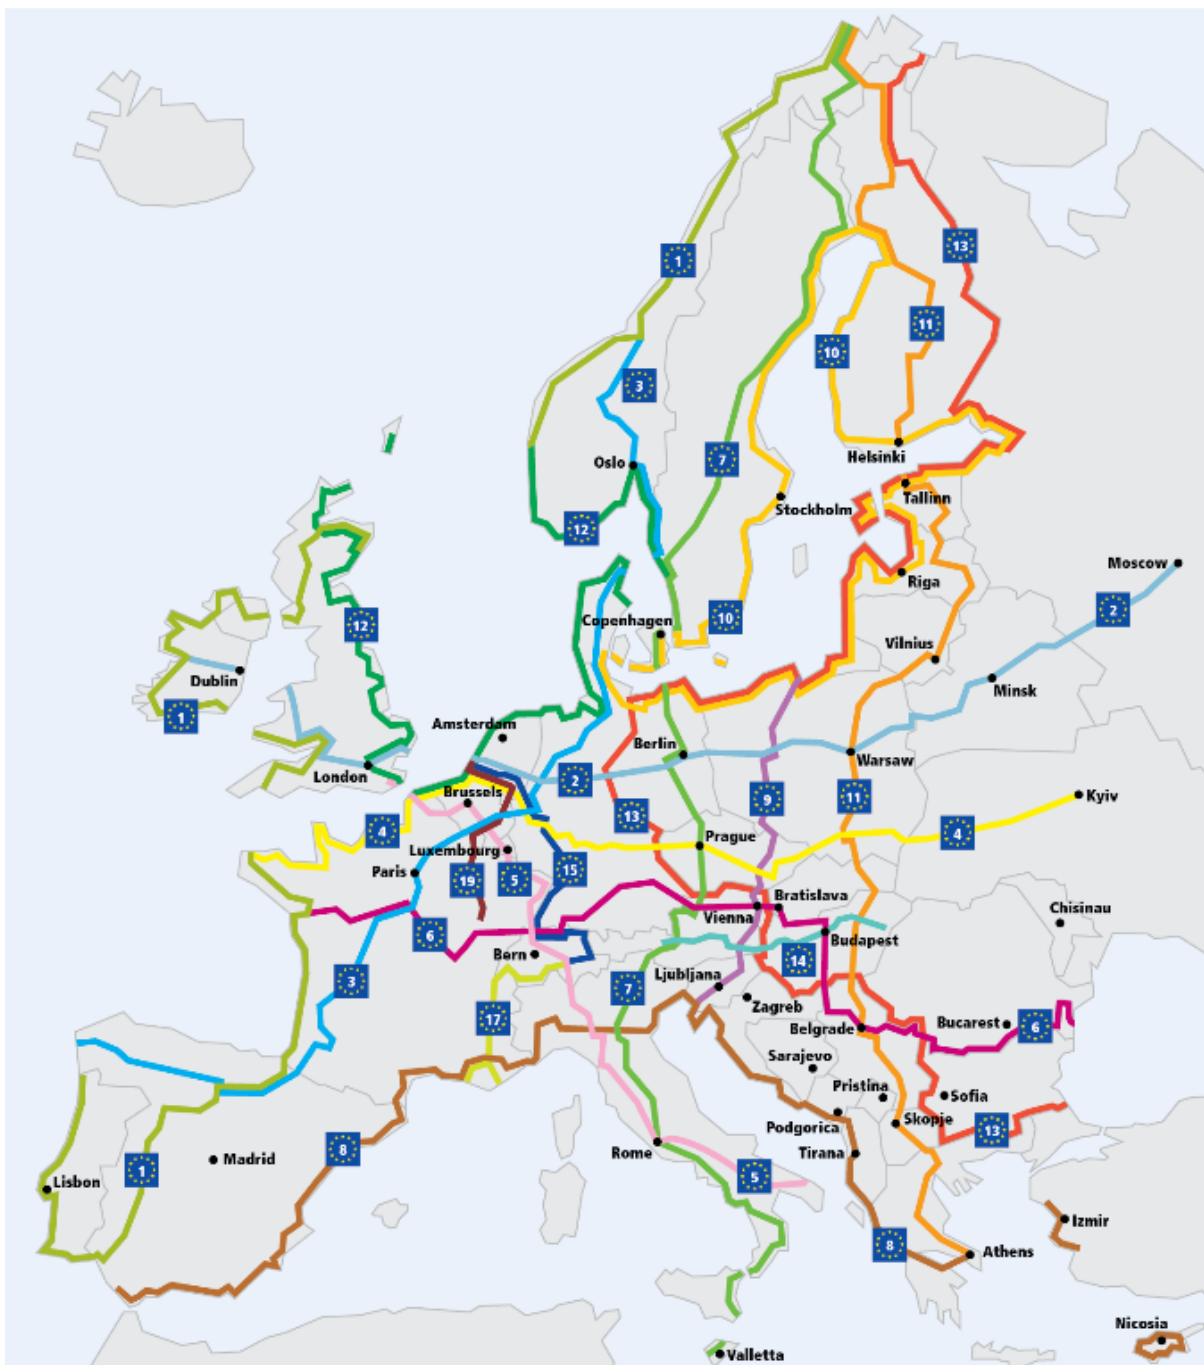 13
1
11
10
3
7
Helsinki
Oslo
Tallinn
Stockholm
12
Moscow
Riga
2
10
12
Copenhagen
Vilnius
Dublin
Minsk
1
Amsterdam
Berlin
Warsaw
London
2
Brussels
9
11
Kyiv
13
4
4
Prague
Luxembourg
15
Paris
19
5
Bratislava
Chisinau
Vienna
6
Budapest
Bern
14
3
Ljubljana
7
Zagreb
17
Belgrade
Bucarest
6
Sarajevo
Pristina
Sofia
Podgorica
Skopje
13
Rome
Tirana
8
Madrid
1
Lisbon
5
Izmir
8
Athens
Nicosia
Valletta